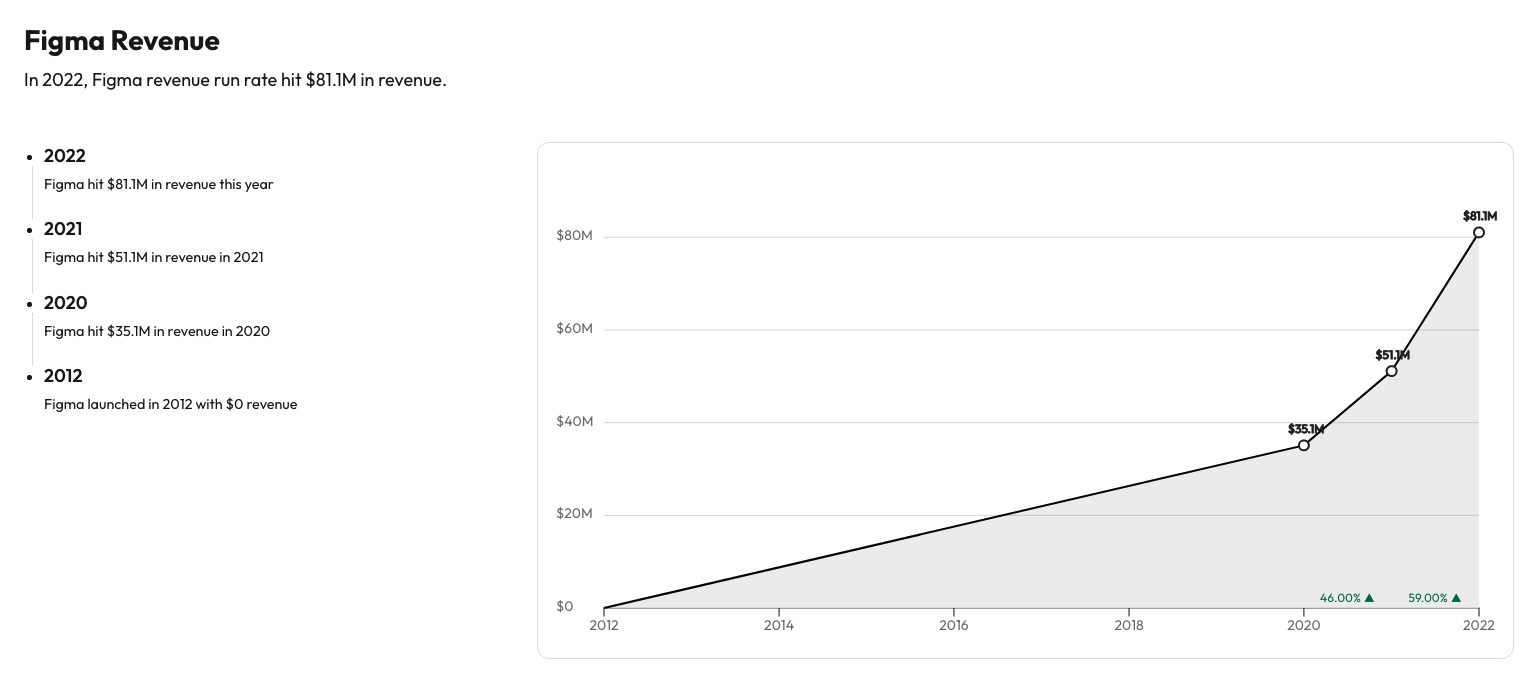 Figma Revenue
In 2022, Figma revenue run rate hit $81.1M in revenue.
2022
Figma hit $81.1M in revenue this year
2021
Figma hit $51.1M in revenue in 2021
2020
Figma hit $35.1M in revenue in 2020
2012
Figma launched in 2012 with $0 revenue
$81.1M
$80M
$60M
$51.1M
$40M
$35.1M
$20M
$0
46.00% ▲
59.00% ▲
2012
2014
2016
2018
2020
2022